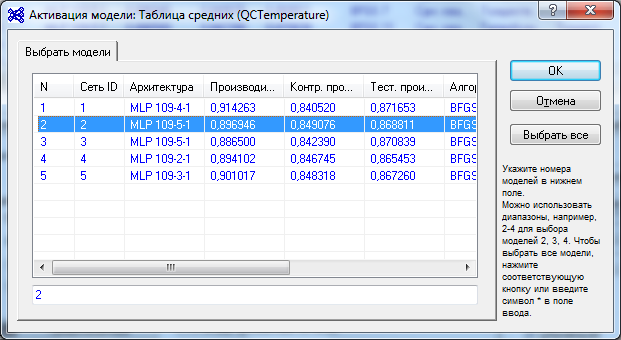 Активация модели: Таблица средних (QCTemperature)
Выбрать модели
N Сеть ID Архитектура Производи... Контр. про... Тест. прои... Алгор
1 1 MLP 109-4-1 0,914263 0,840520 0,871653 BFGS
2 2 MLP 109-5-1 0,896946 0,849076 0,868811 BFGS
3 3 MLP 109-5-1 0,886500 0,842390 0,870839 BFGS
4 4 MLP 109-2-1 0,894102 0,846745 0,865453 BFGS
5 5 MLP 109-3-1 0,901017 0,848318 0,867260 BFGS
2
OK
Отмена
Выбрать все
Укажите номера
моделей в нижнем
поле.
Можно использовать
диапазоны, например,
2-4 для выбора
моделей 2, 3, 4. Чтобы
выбрать все модели,
нажмите
соответствующую
кнопку или введите
символ * в поле
ввода.